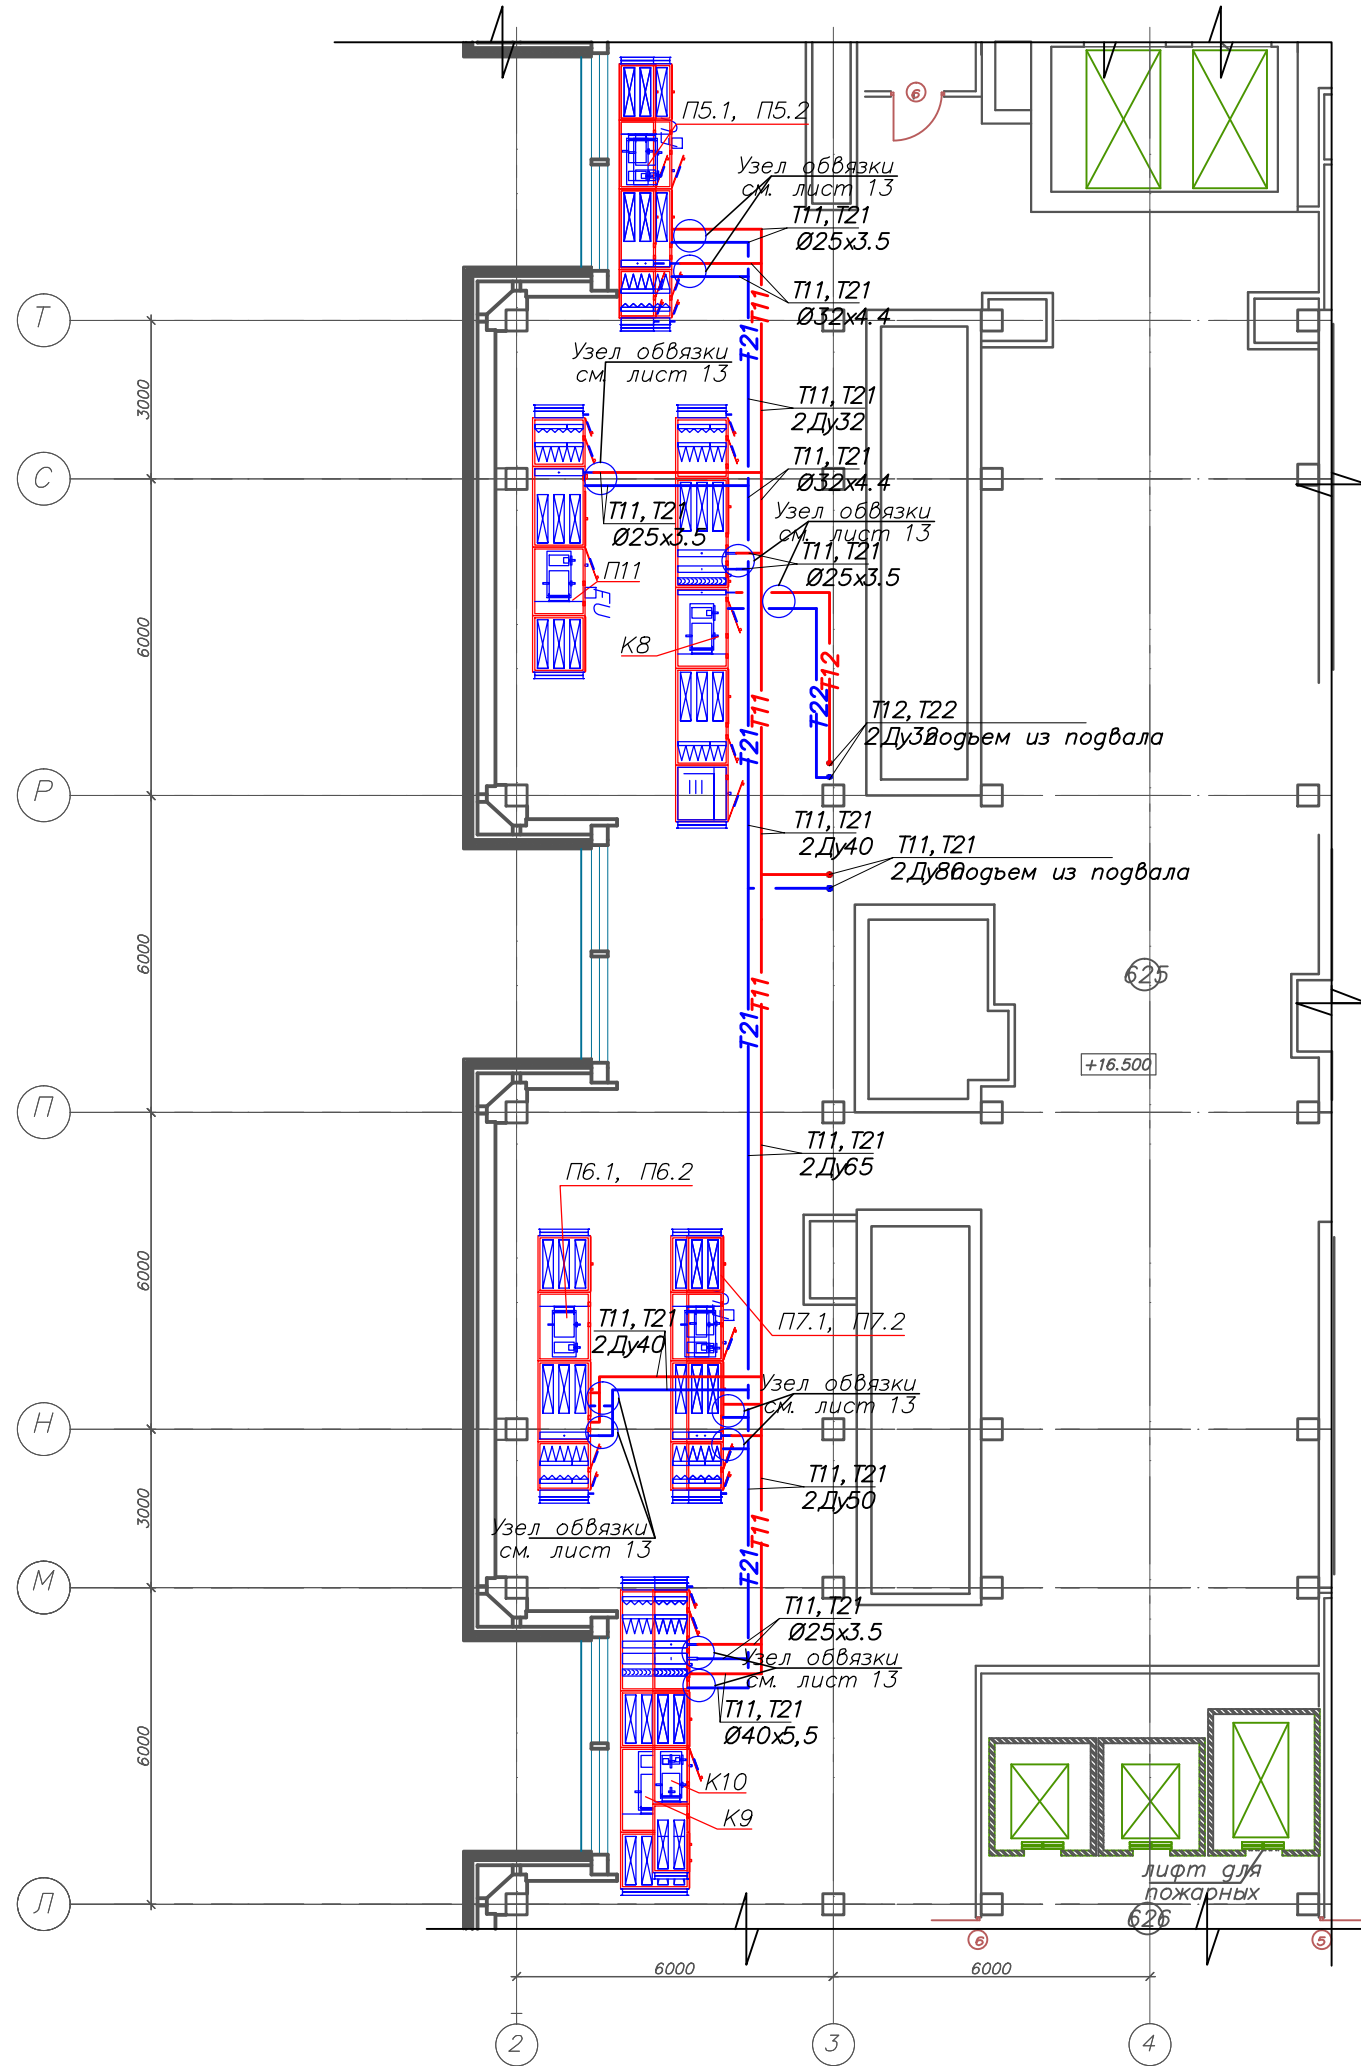 6
П5.1, П5.2
Узел обвязки
см. лист 13
Т11, Т21
Ø25х3.5
Т11, Т21
Ø32х4.4
Т11
Т21
Т
Узел обвязки
см. лист 13
3000
Т11, Т21
2Ду32
Т11, Т21
Ø32х4.4
С
Т11, Т21
Ø25х3.5
Узел обвязки
см. лист 13
Т11, Т21
Ø25х3.5
П11
EU
К8
6000
Т12
Т22
Т11
Т21
Т12, Т22
2Ду32
подъем из подвала
Р
Т11, Т21
2Ду40
Т11, Т21
2Ду80
подъем из подвала
6000
625
Т11
Т21
+16.500
П
Т11, Т21
2Ду65
П6.1, П6.2
6000
Т11, Т21
2Ду40
П7.1, П7.2
Узел обвязки
см. лист 13
Н
Т11, Т21
2Ду50
3000
Узел обвязки
см. лист 13
Т11
Т21
М
Т11, Т21
Ø25х3.5
Узел обвязки
см. лист 13
Т11, Т21
Ø40х5,5
6000
К10
К9
лифт для
пожарных
Л
626
6
5
6000
6000
2
3
4